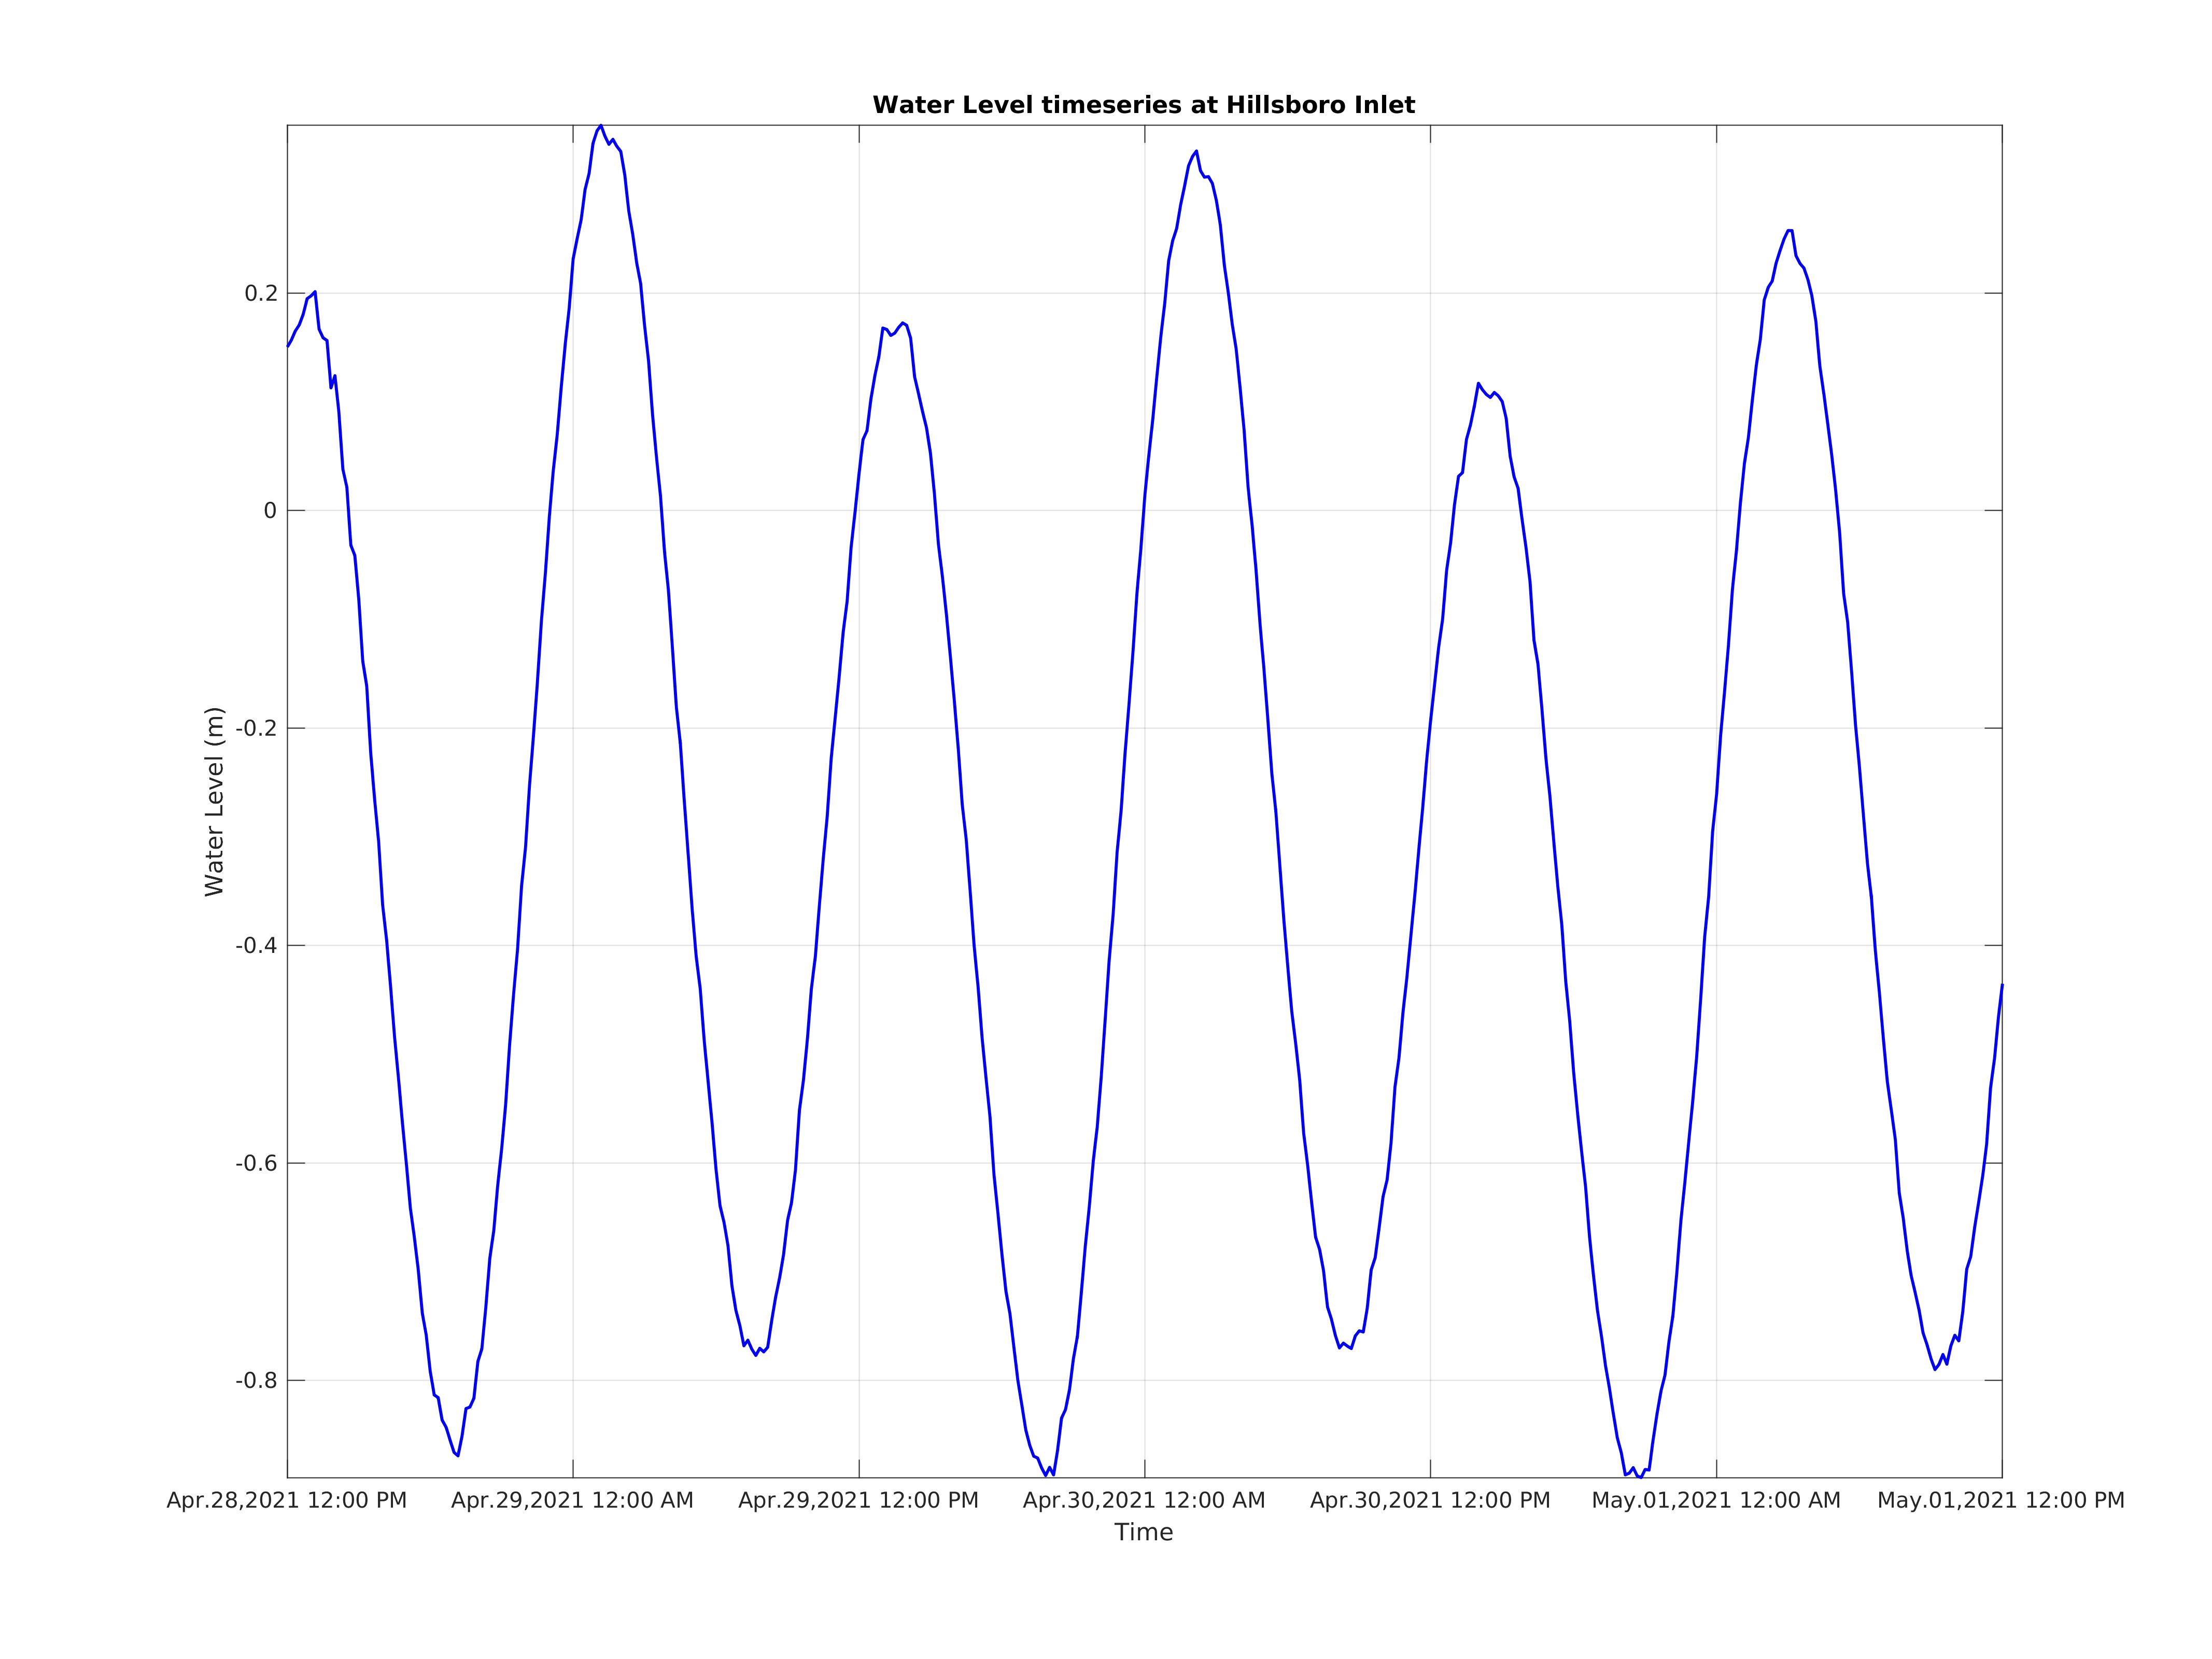 Water Level timeseries at Hillsboro Inlet
Water Level (m)
0.2
0
-0.2
-0.4
-0.6
-0.8
Apr.28,2021 12:00 PM
Apr.29,2021 12:00 AM
Apr.29,2021 12:00 PM
Apr.30,2021 12:00 AM
Apr.30,2021 12:00 PM
May.01,2021 12:00 AM
May.01,2021 12:00 PM
Time